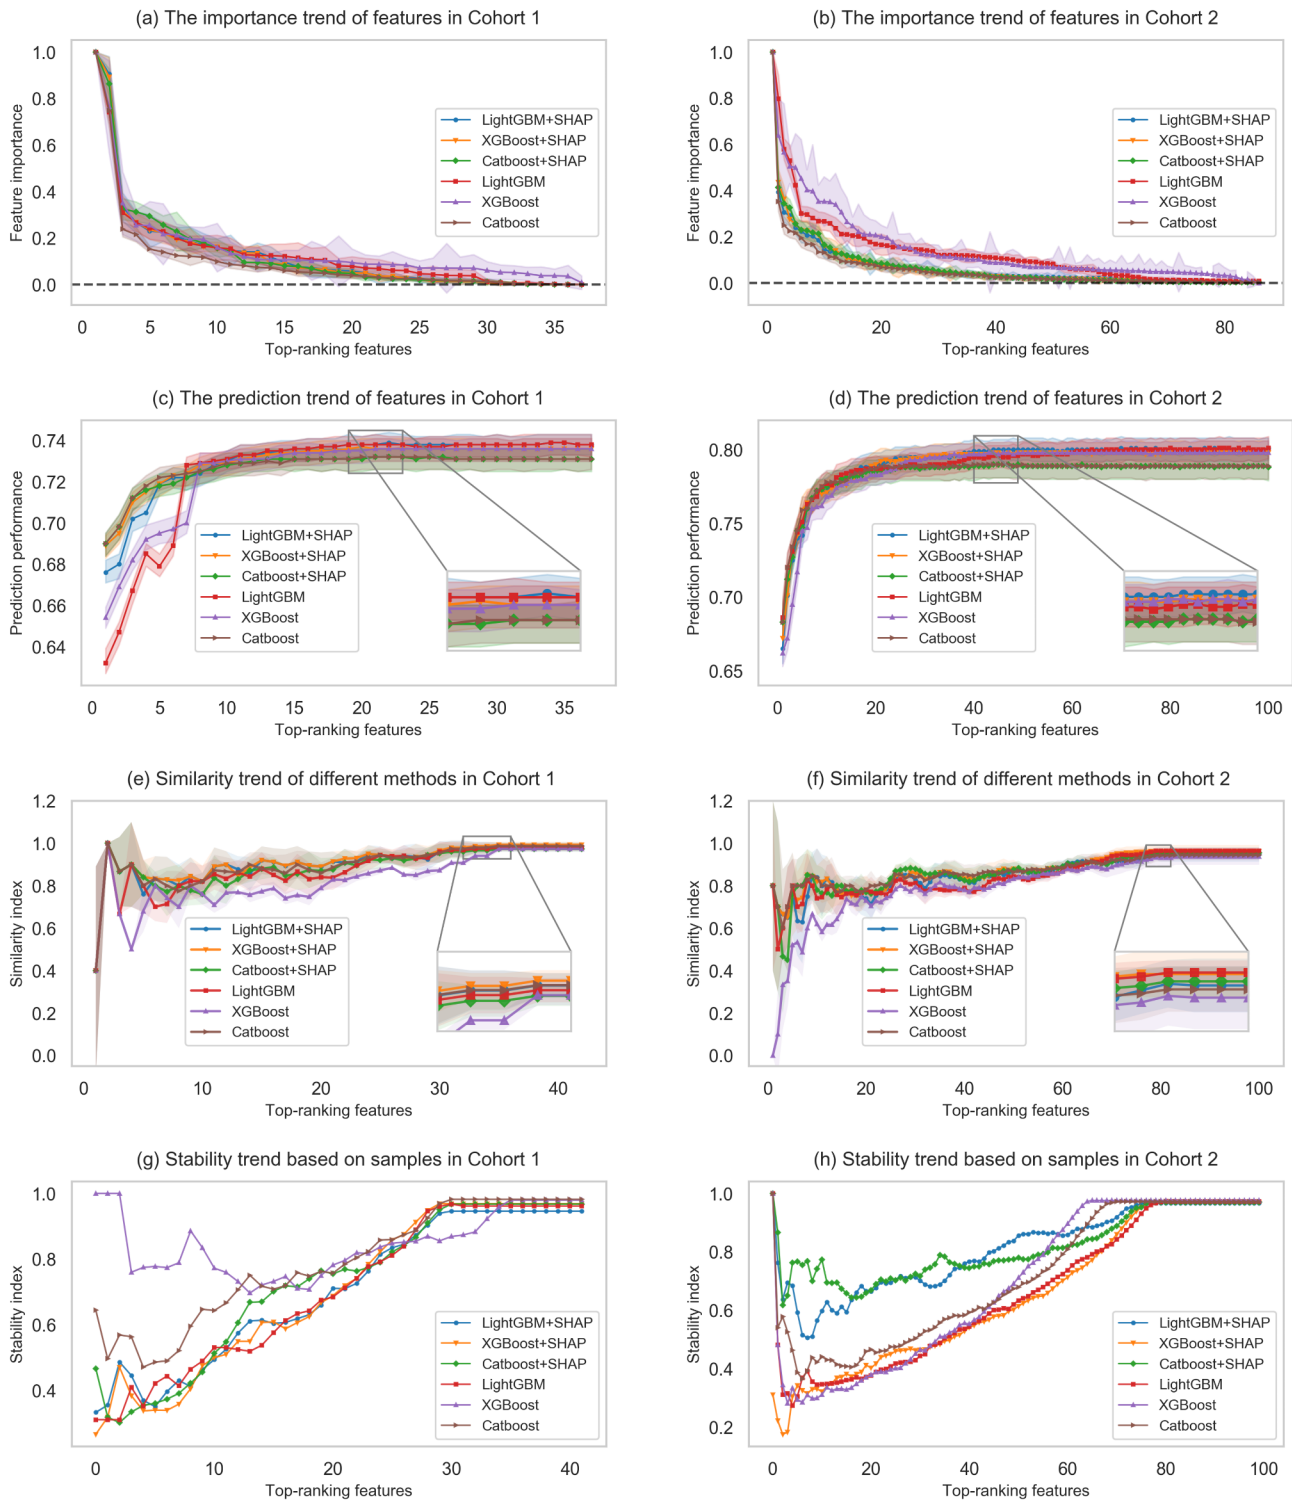 (a) The importance trend of features in Cohort 1
1.0
0.8
0.6
0.4
0.2
0.0
Feature importance
LightGBM+SHAP
XGBoost+SHAP
Catboost+SHAP
LightGBM
XGBoost
Catboost
0 5 10 15 20 25 30 35
Top-ranking features
(b) The importance trend of features in Cohort 2
1.0
0.8
0.6
0.4
0.2
0.0
Feature importance
LightGBM+SHAP
XGBoost+SHAP
Catboost+SHAP
LightGBM
XGBoost
Catboost
0 20 40 60 80
Top-ranking features
(c) The prediction trend of features in Cohort 1
0.74
0.72
0.70
0.68
0.66
0.64
Prediction performance
LightGBM+SHAP
XGBoost+SHAP
Catboost+SHAP
LightGBM
XGBoost
Catboost
0 5 10 15 20 25 30 35
Top-ranking features
(d) The prediction trend of features in Cohort 2
0.80
0.75
0.70
0.65
Prediction performance
LightGBM+SHAP
XGBoost+SHAP
Catboost+SHAP
LightGBM
XGBoost
Catboost
0 20 40 60 80 100
Top-ranking features
(e) Similarity trend of different methods in Cohort 1
1.2
1.0
0.8
0.6
0.4
0.2
0.0
Similarity index
LightGBM+SHAP
XGBoost+SHAP
Catboost+SHAP
LightGBM
XGBoost
Catboost
0 10 20 30 40
Top-ranking features
(f) Similarity trend of different methods in Cohort 2
1.2
1.0
0.8
0.6
0.4
0.2
0.0
Similarity index
LightGBM+SHAP
XGBoost+SHAP
Catboost+SHAP
LightGBM
XGBoost
Catboost
0 20 40 60 80 100
Top-ranking features
(g) Stability trend based on samples in Cohort 1
1.0
0.8
0.6
0.4
Stability index
LightGBM+SHAP
XGBoost+SHAP
Catboost+SHAP
LightGBM
XGBoost
Catboost
0 10 20 30 40
Top-ranking features
(h) Stability trend based on samples in Cohort 2
1.0
0.8
0.6
0.4
0.2
Stability index
LightGBM+SHAP
XGBoost+SHAP
Catboost+SHAP
LightGBM
XGBoost
Catboost
0 20 40 60 80 100
Top-ranking features